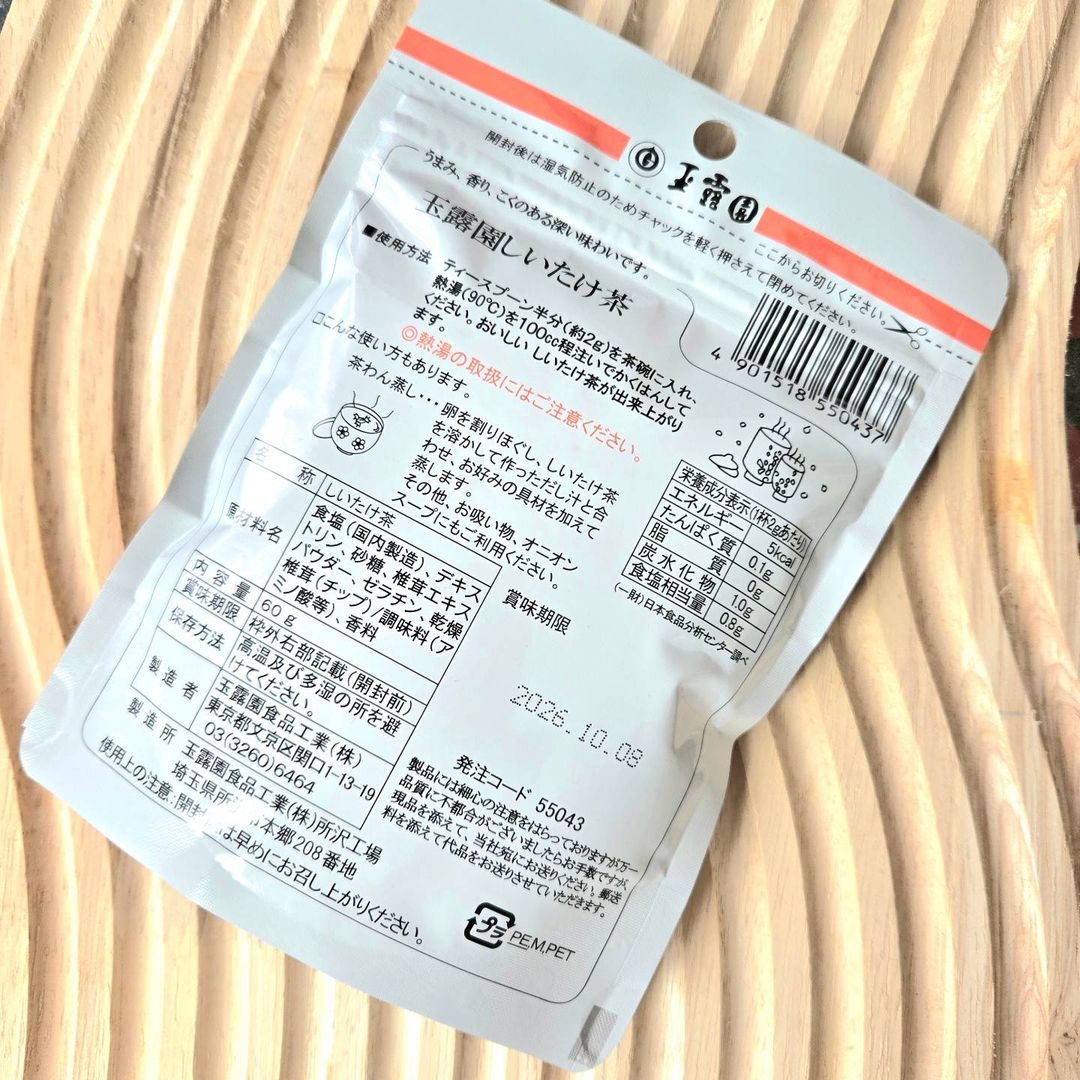 玉露園
ここからお切りください。
開封後は湿気防止のためチャックを軽く押さえて閉めてください。
うまみ、香り、こくのある深い味わいです。
玉露園しいたけ茶
■使用方法
ティースプーン半分(約2g)を茶碗に入れ、
熱湯(90℃)を100cc程注いでかくはんして
ください。おいしいしいたけ茶が出来上がり
ます。
◎熱湯の取扱にはご注意ください。
□こんな使い方もあります。
茶わん蒸し…卵を割りほぐし、しいたけ茶
を溶かして作っただし汁と合
わせ、お好みの具材を加えて
蒸します。
その他、お吸い物、オニオン
スープにもご利用ください。
4 901518 550437
栄養成分表示(1杯2gあたり)
エネルギー 5kcal
たんぱく質 0.1g
脂質 0g
炭水化物 1.0g
食塩相当量 0.8g
(一財)日本食品分析センター調べ
名称 しいたけ茶
原材料名 食塩(国内製造)、デキス
トリン、砂糖、椎茸エキス
パウダー、ゼラチン、乾燥
椎茸(チップ)/調味料(ア
ミノ酸等)、香料
内容量 60g
賞味期限 枠外右部記載(開封前)
保存方法 高温及び多湿の所を避
けてください。
製造者 玉露園食品工業(株)
東京都文京区関口1-13-19
03(3260)6464
製造所 玉露園食品工業(株)所沢工場
埼玉県所沢市本郷208番地
使用上の注意:開封後は早めにお召し上がりください。
賞味期限
2026.10.08
発注コード 55043
製品には細心の注意をはらっておりますが万一
品質に不都合がございましたらお手数ですが、
現品を添えて、当社宛にお送りください。郵送
料を添えて代品をお送りさせていただきます。
プラ PE,M,PET